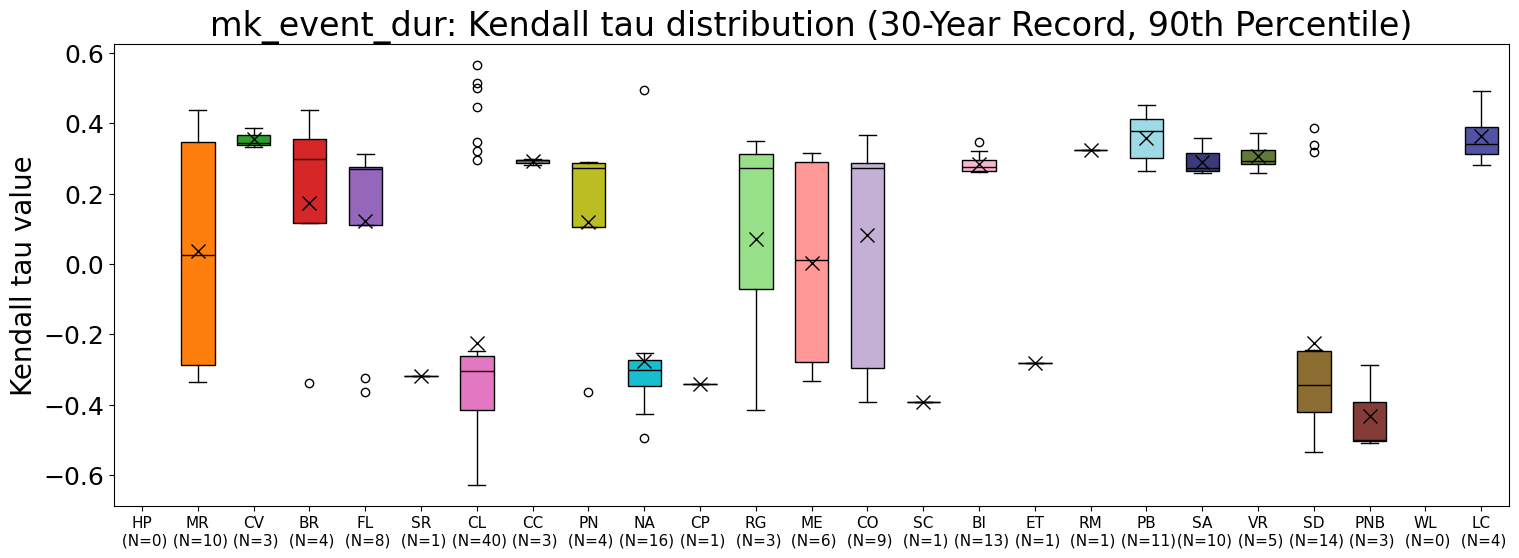 mk_event_dur: Kendall tau distribution (30-Year Record, 90th Percentile)
Kendall tau value
0.6
0.4
0.2
0.0
−0.2
−0.4
−0.6
HP MR CV BR FL SR CL CC PN NA CP RG ME CO SC BI ET RM PB SA VR SD PNB WL LC
(N=0) (N=10) (N=3) (N=4) (N=8) (N=1) (N=40) (N=3) (N=4) (N=16) (N=1) (N=3) (N=6) (N=9) (N=1) (N=13) (N=1) (N=1) (N=11) (N=10) (N=5) (N=14) (N=3) (N=0) (N=4)